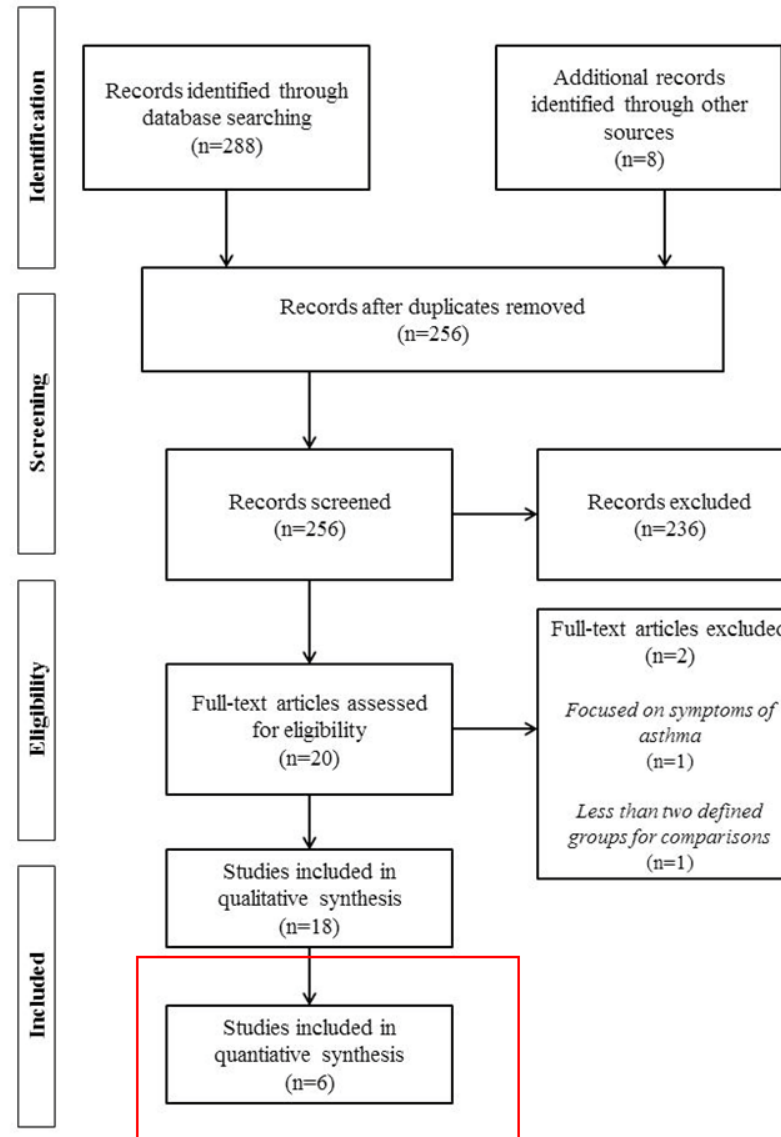 Identification
Records identified through
database searching
(n=288)
Additional records
identified through other
sources
(n=8)
Records after duplicates removed
(n=256)
Screening
Records screened
(n=256)
Records excluded
(n=236)
Eligibility
Full-text articles assessed
for eligibility
(n=20)
Full-text articles excluded
(n=2)
Focused on symptoms of
asthma
(n=1)
Less than two defined
groups for comparisons
(n=1)
Included
Studies included in
qualitative synthesis
(n=18)
Studies included in
quantiative synthesis
(n=6)